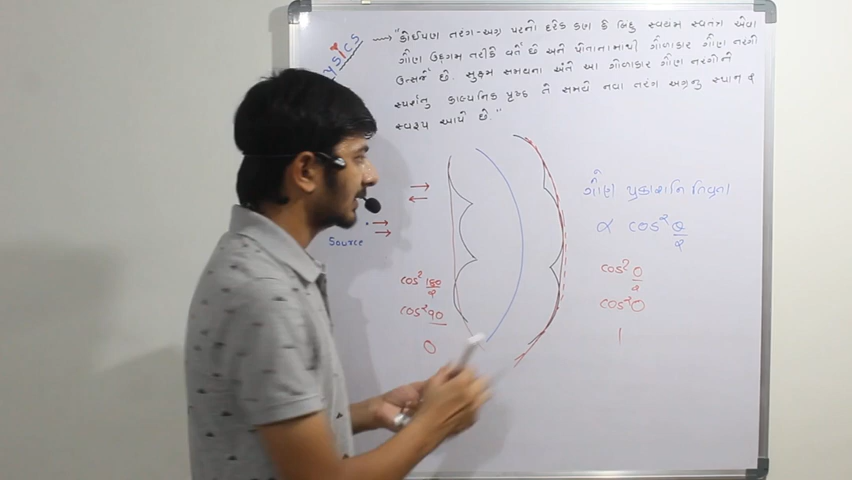 "કોઈપણ તરંગ-અગ્ર પરનો દરેક કણ કે બિંદુ સ્વયમ સ્વતંત્ર એવા
ગૌણ ઉદ્દગમ તરીકે વર્તે છે અને પોતાનામાંથી ગોળાકાર ગૌણ તરંગો
ઉત્સર્જે છે. સુક્ષ્મ સમયના અંતે આ ગોળાકાર ગૌણ તરંગોને
સ્પર્શતું કાલ્પનિક પૃષ્ઠ તે સમયે નવા તરંગ અગ્રનું સ્થાન
સ્વરૂપ આપે છે."
ગૌણ પ્રકાશની તિવ્રતા
∝ cos² θ/2
Source
cos² 180/2
cos² 90
0
cos² 0/2
cos² 0
1